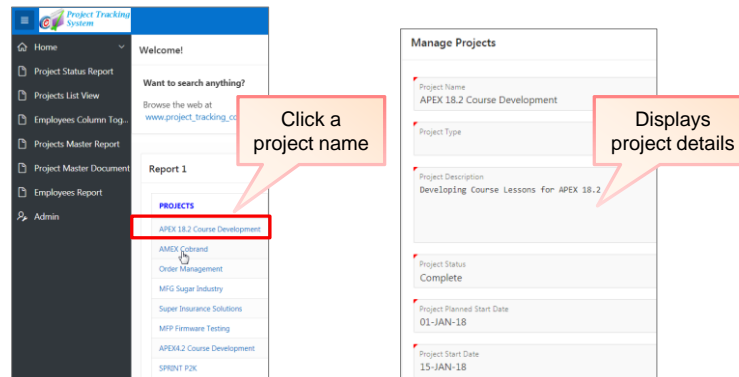 Project Tracking
System
Home
Project Status Report
Projects List View
Employees Column Tog...
Projects Master Report
Project Master Document
Employees Report
Admin
Welcome!
Want to search anything?
Browse the web at
www.project_tracking_co
Report 1
PROJECTS
APEX 18.2 Course Development
AMEX Cobrand
Order Management
MFG Sugar Industry
Super Insurance Solutions
MFP Firmware Testing
APEX4.2 Course Development
SPRINT P2K
Click a
project name
Manage Projects
Project Name
APEX 18.2 Course Development
Project Type
Project Description
Developing Course Lessons for APEX 18.2
Project Status
Complete
Project Planned Start Date
01-JAN-18
Project Start Date
15-JAN-18
Displays
project details